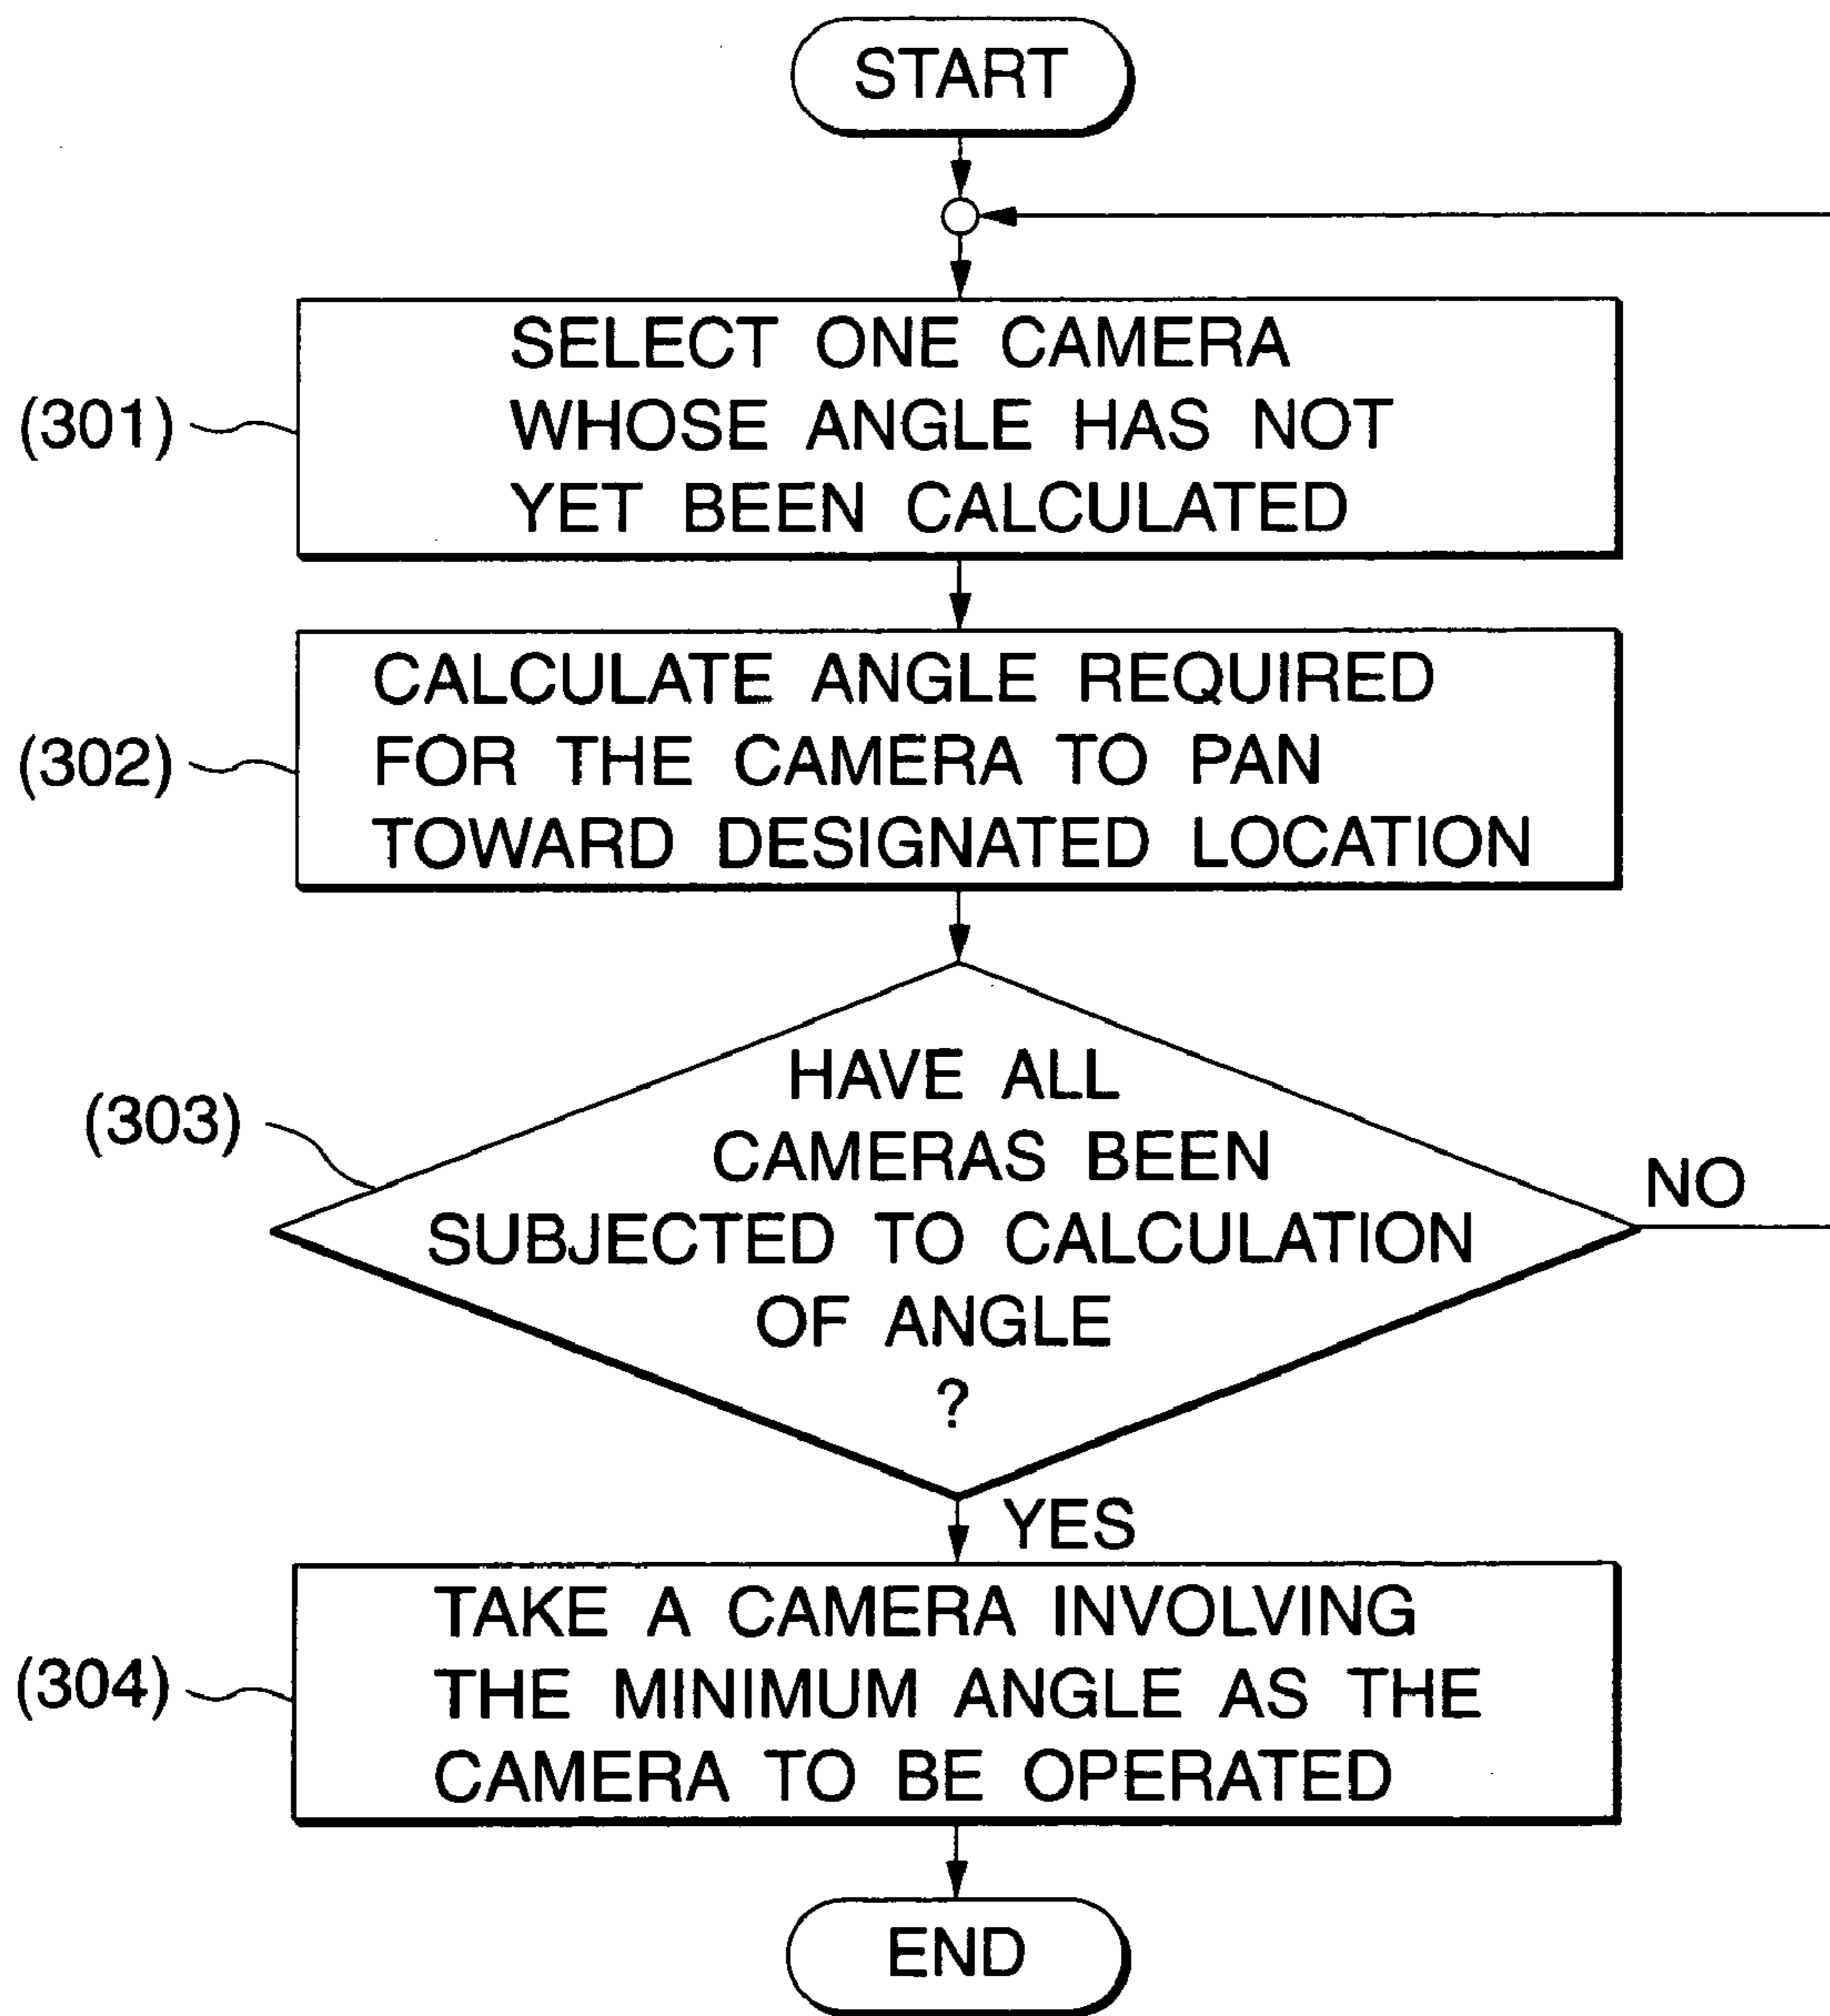 START
SELECT ONE CAMERA
(301)
WHOSE ANGLE HAS NOT
YET BEEN CALCULATED
CALCULATE ANGLE REQUIRED
(302)
FOR THE CAMERA TO PAN
TOWARD DESIGNATED LOCATION
HAVE ALL
(303)
CAMERAS BEEN
NO
SUBJECTED TO CALCULATION
OF ANGLE
?
YES
TAKE A CAMERA INVOLVING
(304)
THE MINIMUM ANGLE AS THE
CAMERA TO BE OPERATED
END